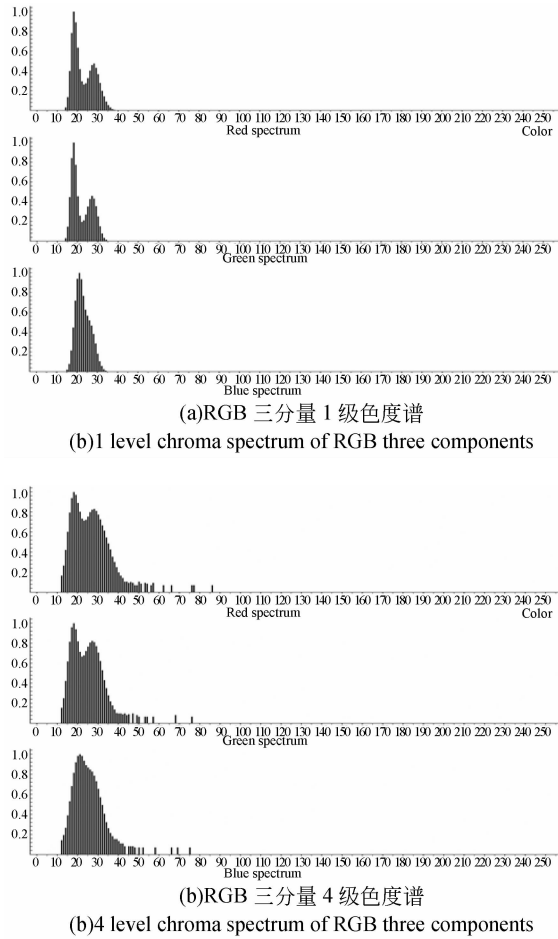 1.0
0.8
0.6
0.4
0.2
0 10 20 30 40 50 60 70 80 90 100 110 120 130 140 150 160 170 180 190 200 210 220 230 240 250
Red spectrum Color
1.0
0.8
0.6
0.4
0.2
0 10 20 30 40 50 60 70 80 90 100 110 120 130 140 150 160 170 180 190 200 210 220 230 240 250
Green spectrum
1.0
0.8
0.6
0.4
0.2
0 10 20 30 40 50 60 70 80 90 100 110 120 130 140 150 160 170 180 190 200 210 220 230 240 250
Blue spectrum
(a)RGB 三分量 1 级色度谱
(b)1 level chroma spectrum of RGB three components
1.0
0.8
0.6
0.4
0.2
0 10 20 30 40 50 60 70 80 90 100 110 120 130 140 150 160 170 180 190 200 210 220 230 240 250
Red spectrum Color
1.0
0.8
0.6
0.4
0.2
0 10 20 30 40 50 60 70 80 90 100 110 120 130 140 150 160 170 180 190 200 210 220 230 240 250
Green spectrum
1.0
0.8
0.6
0.4
0.2
0 10 20 30 40 50 60 70 80 90 100 110 120 130 140 150 160 170 180 190 200 210 220 230 240 250
Blue spectrum
(b)RGB 三分量 4 级色度谱
(b)4 level chroma spectrum of RGB three components